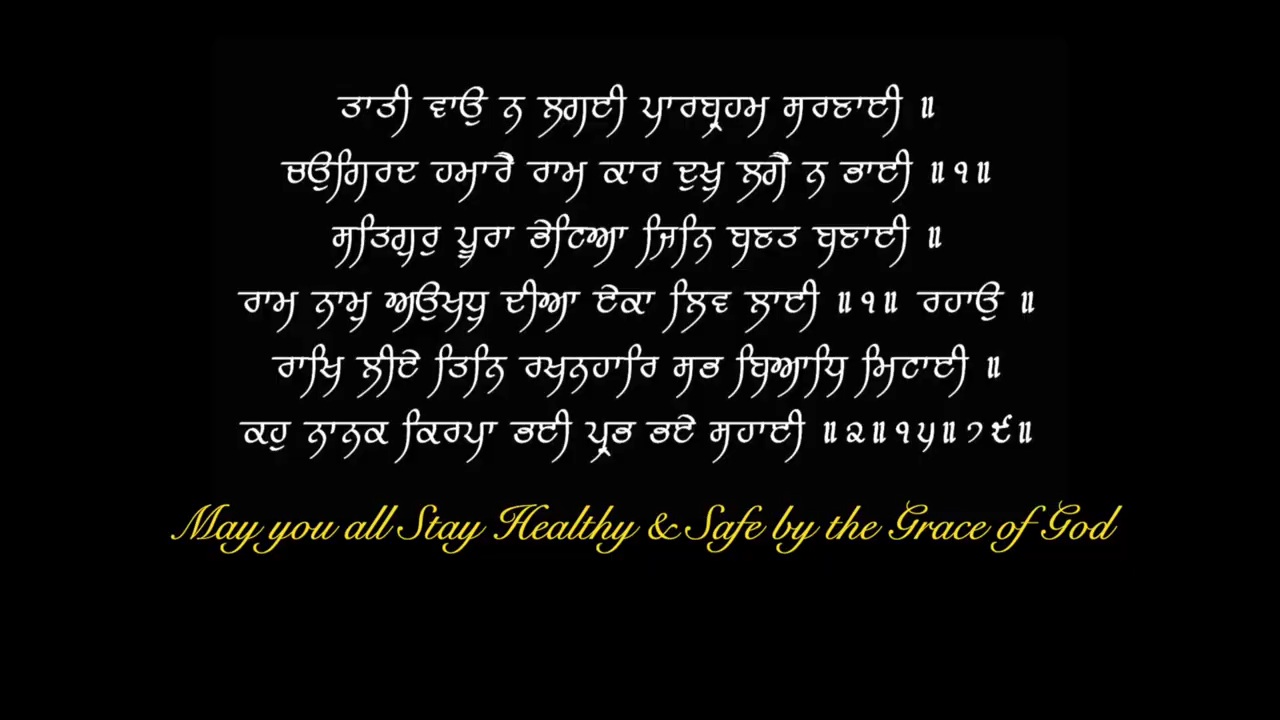 ਤਾਤੀ ਵਾਉ ਨ ਲਗਈ ਪਾਰਬ੍ਰਹਮ ਸਰਣਾਈ ॥
ਚਉਗਿਰਦ ਹਮਾਰੈ ਰਾਮ ਕਾਰ ਦੁਖੁ ਲਗੈ ਨ ਭਾਈ ॥੧॥
ਸਤਿਗੁਰੁ ਪੂਰਾ ਭੇਟਿਆ ਜਿਨਿ ਬਣਤ ਬਣਾਈ ॥
ਰਾਮ ਨਾਮੁ ਅਉਖਧੁ ਦੀਆ ਏਕਾ ਲਿਵ ਲਾਈ ॥੧॥ ਰਹਾਉ ॥
ਰਾਖਿ ਲੀਏ ਤਿਨਿ ਰਖਨਹਾਰਿ ਸਭ ਬਿਆਧਿ ਮਿਟਾਈ ॥
ਕਹੁ ਨਾਨਕ ਕਿਰਪਾ ਭਈ ਪ੍ਰਭ ਭਏ ਸਹਾਈ ॥੨॥੧੫॥੭੯॥
May you all Stay Healthy & Safe by the Grace of God